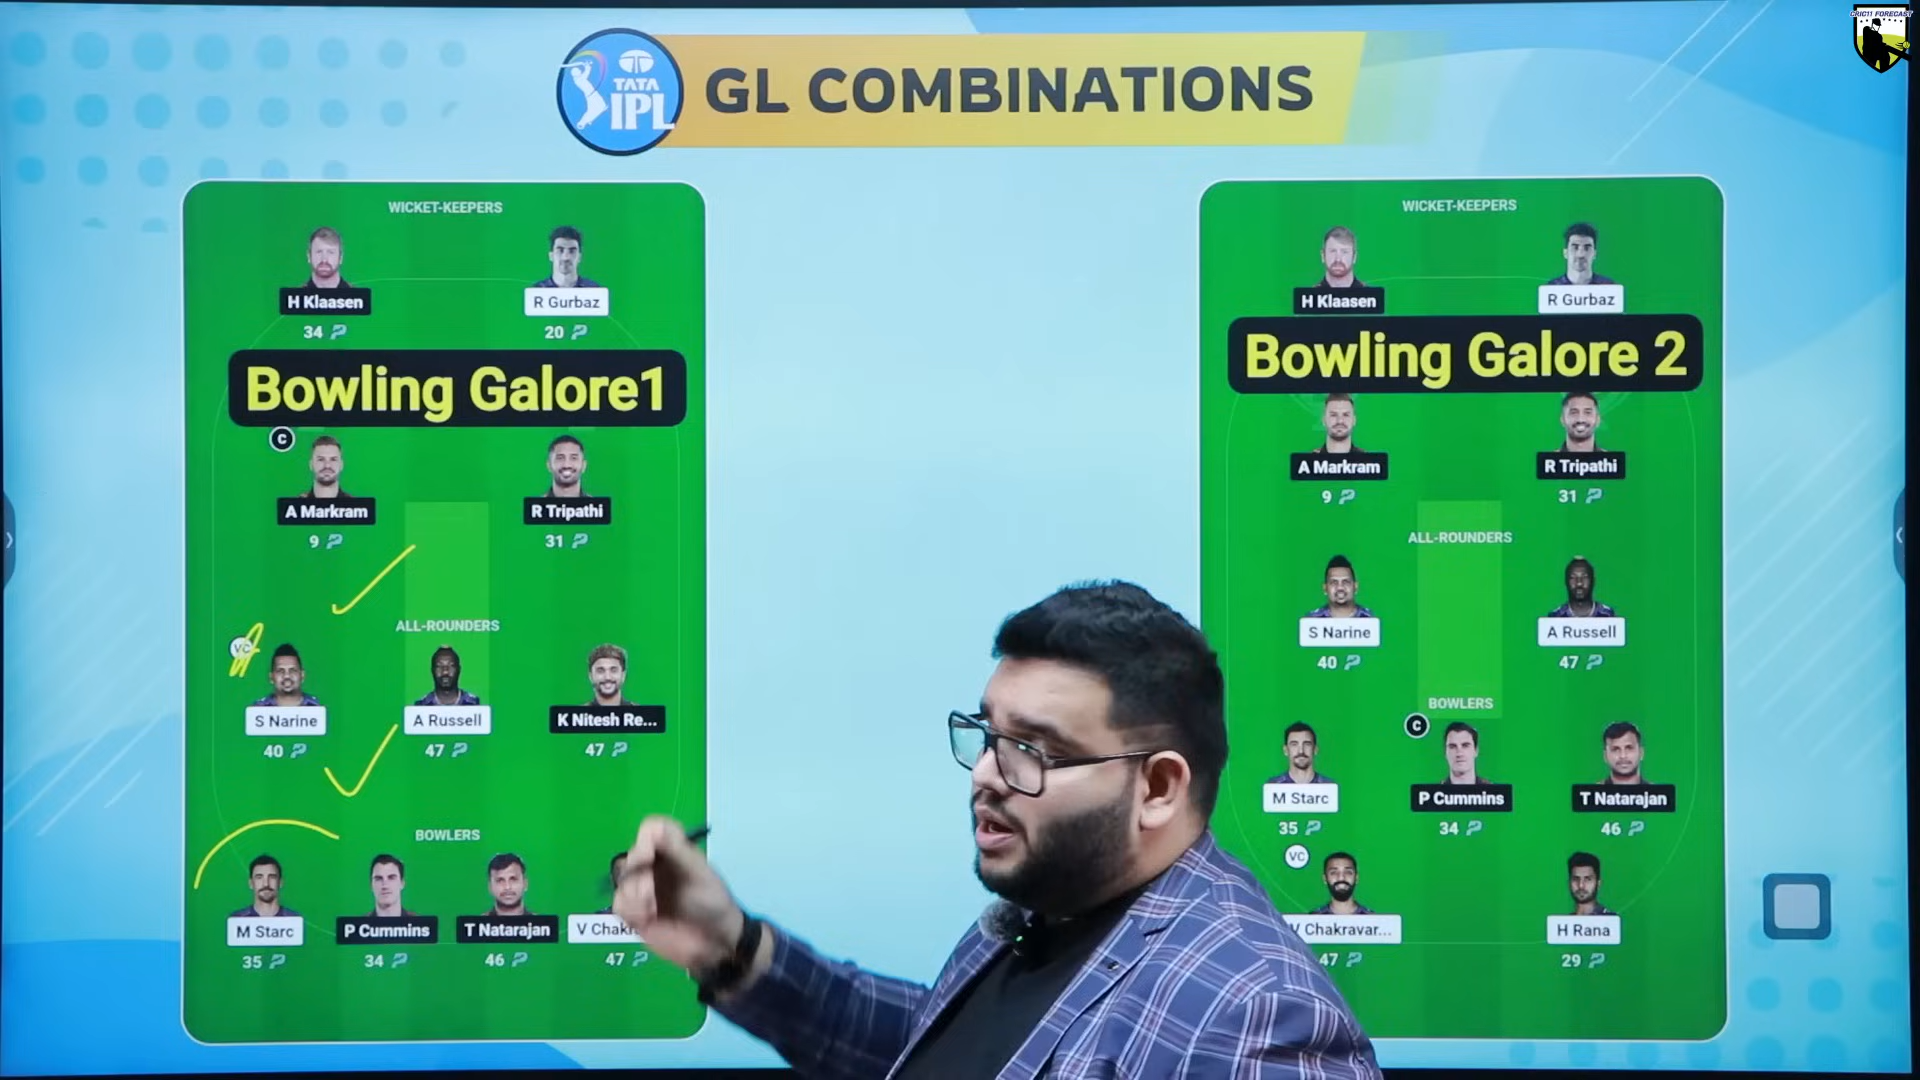 CRIC11 FORECAST
TATA
IPL
GL COMBINATIONS
WICKET-KEEPERS
H Klaasen
R Gurbaz
34
20
Bowling Galore1
C
A Markram
R Tripathi
9
31
ALL-ROUNDERS
VC
S Narine
A Russell
K Nitesh Re...
40
47
47
BOWLERS
M Starc
P Cummins
T Natarajan
35
34
46
47
WICKET-KEEPERS
H Klaasen
R Gurbaz
Bowling Galore 2
A Markram
R Tripathi
9
31
ALL-ROUNDERS
S Narine
A Russell
40
47
BOWLERS
C
M Starc
P Cummins
T Natarajan
35
34
46
VC
V Chakravar...
H Rana
47
29